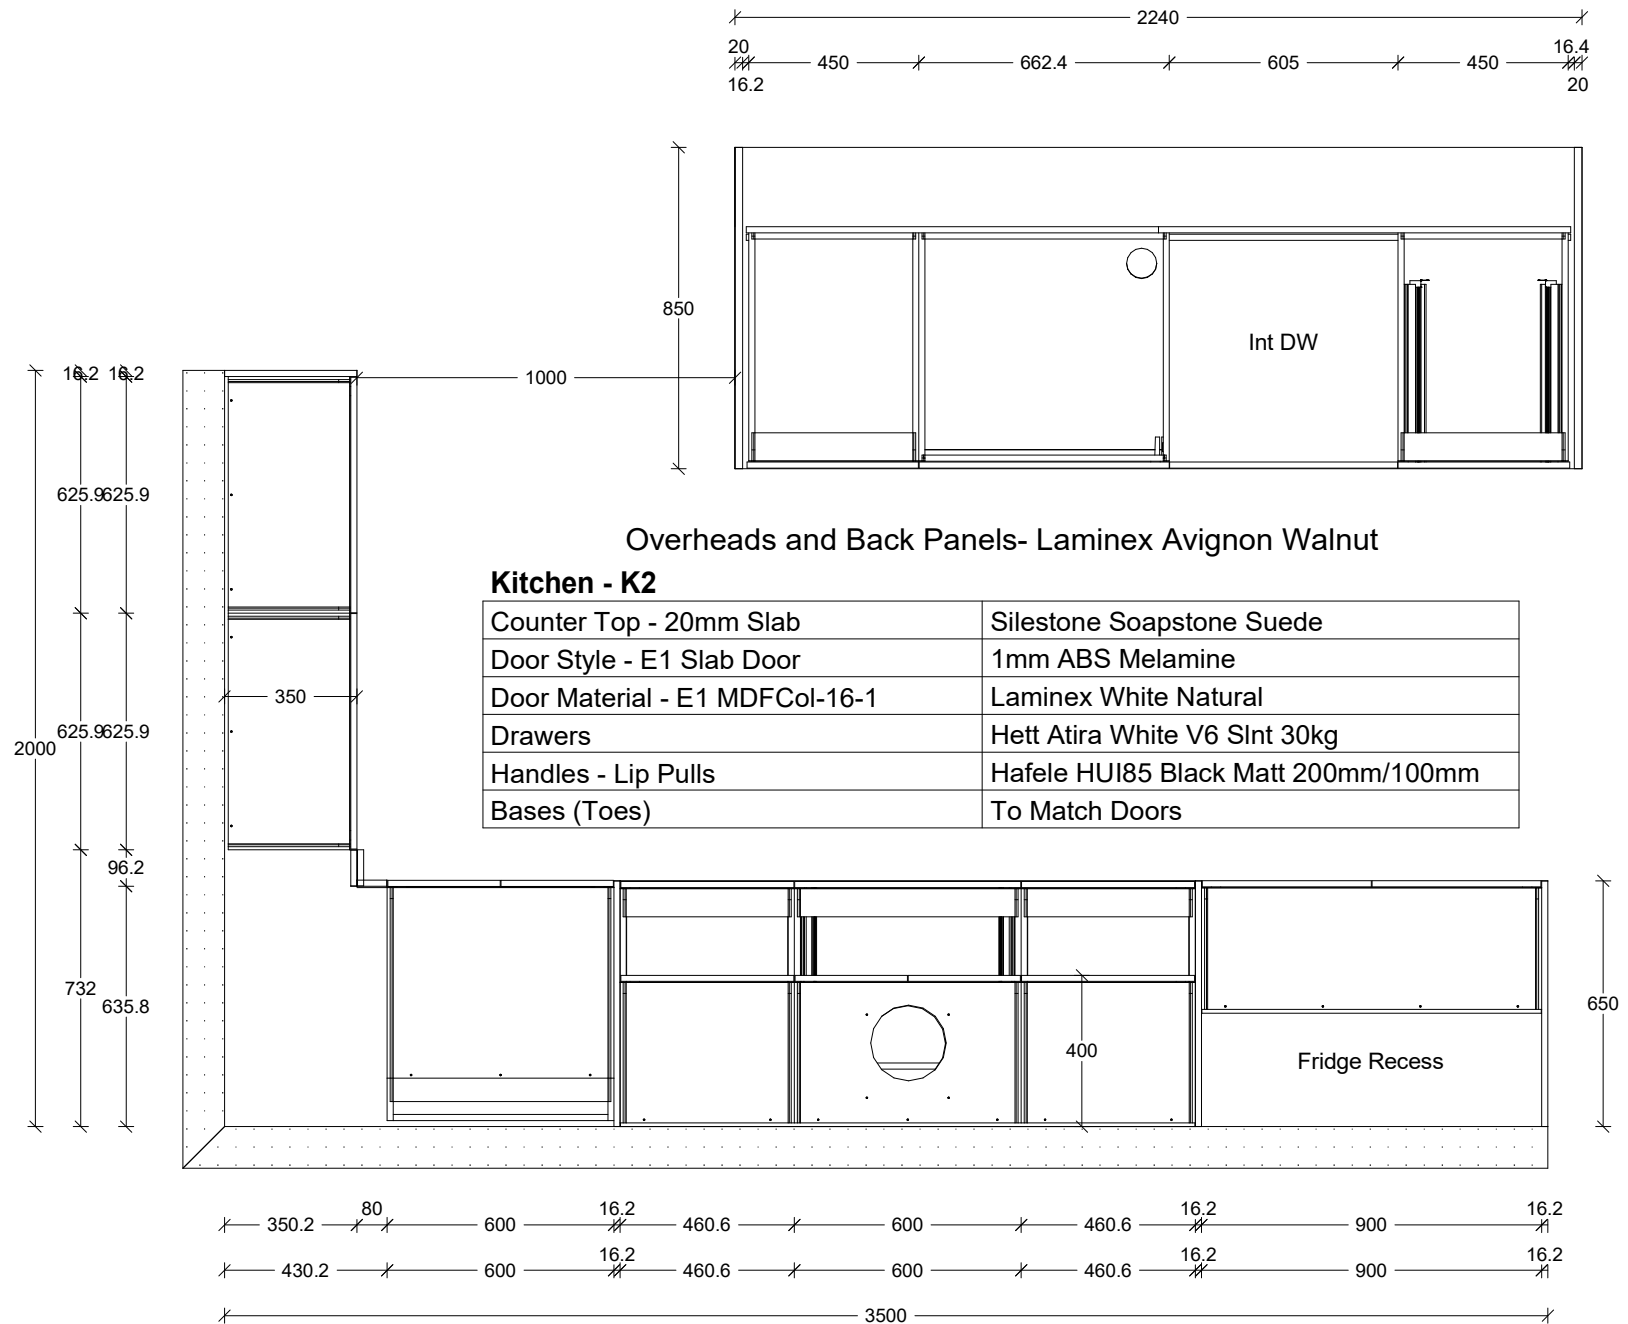 2240
20 450 662.4 605 16.4 450
16.2 20
850
Int DW
16.2 16.2
1000
625.9 625.9
Overheads and Back Panels- Laminex Avignon Walnut
Kitchen - K2
Counter Top - 20mm Slab Silestone Soapstone Suede
Door Style - E1 Slab Door 1mm ABS Melamine
Door Material - E1 MDFCol-16-1 Laminex White Natural
Drawers Hett Atira White V6 Slnt 30kg
Handles - Lip Pulls Hafele HUI85 Black Matt 200mm/100mm
Bases (Toes) To Match Doors
350
2000
625.9 625.9
96.2
732
635.8
650
400
Fridge Recess
350.2 80 600 16.2 460.6 600 460.6 16.2 900 16.2
430.2 600 16.2 460.6 600 460.6 16.2 900 16.2
3500